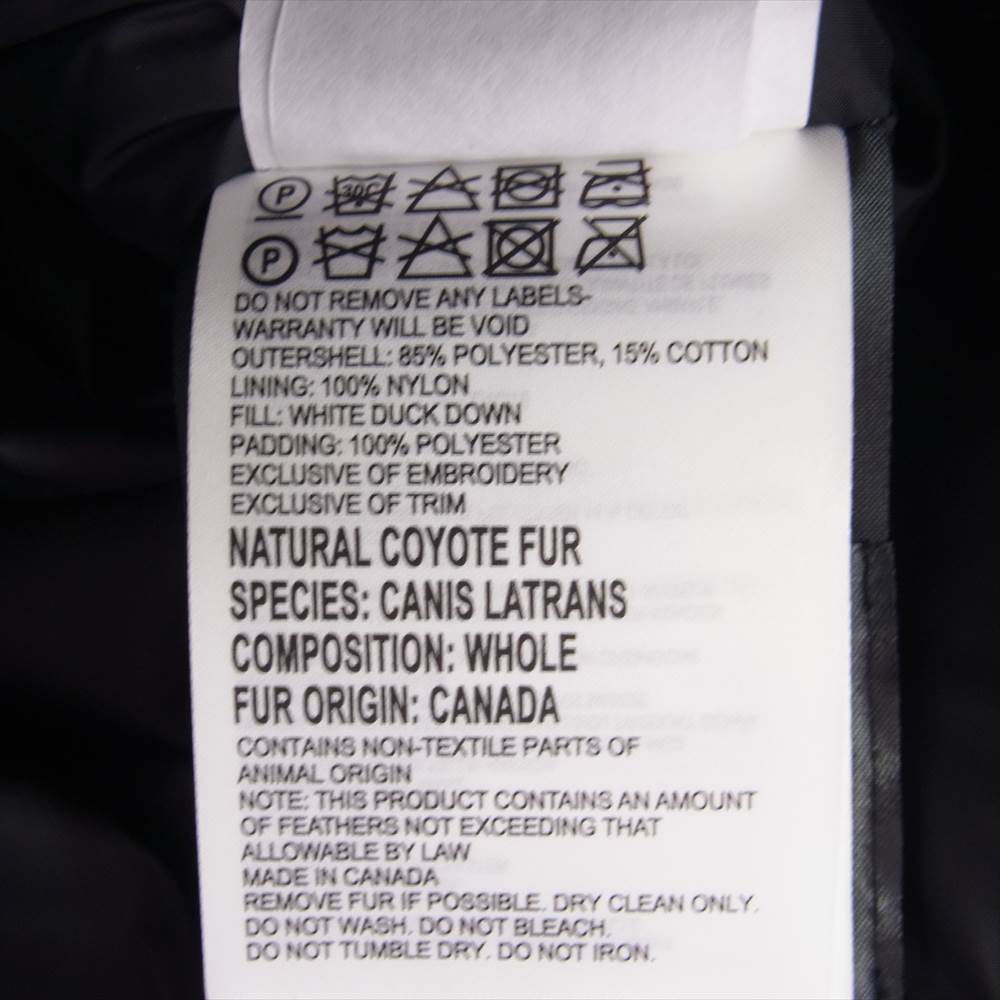 P 30C
P
DO NOT REMOVE ANY LABELS-
WARRANTY WILL BE VOID
OUTERSHELL: 85% POLYESTER, 15% COTTON
LINING: 100% NYLON
FILL: WHITE DUCK DOWN
PADDING: 100% POLYESTER
EXCLUSIVE OF EMBROIDERY
EXCLUSIVE OF TRIM
NATURAL COYOTE FUR
SPECIES: CANIS LATRANS
COMPOSITION: WHOLE
FUR ORIGIN: CANADA
CONTAINS NON-TEXTILE PARTS OF
ANIMAL ORIGIN
NOTE: THIS PRODUCT CONTAINS AN AMOUNT
OF FEATHERS NOT EXCEEDING THAT
ALLOWABLE BY LAW
MADE IN CANADA
REMOVE FUR IF POSSIBLE. DRY CLEAN ONLY.
DO NOT WASH. DO NOT BLEACH.
DO NOT TUMBLE DRY. DO NOT IRON.